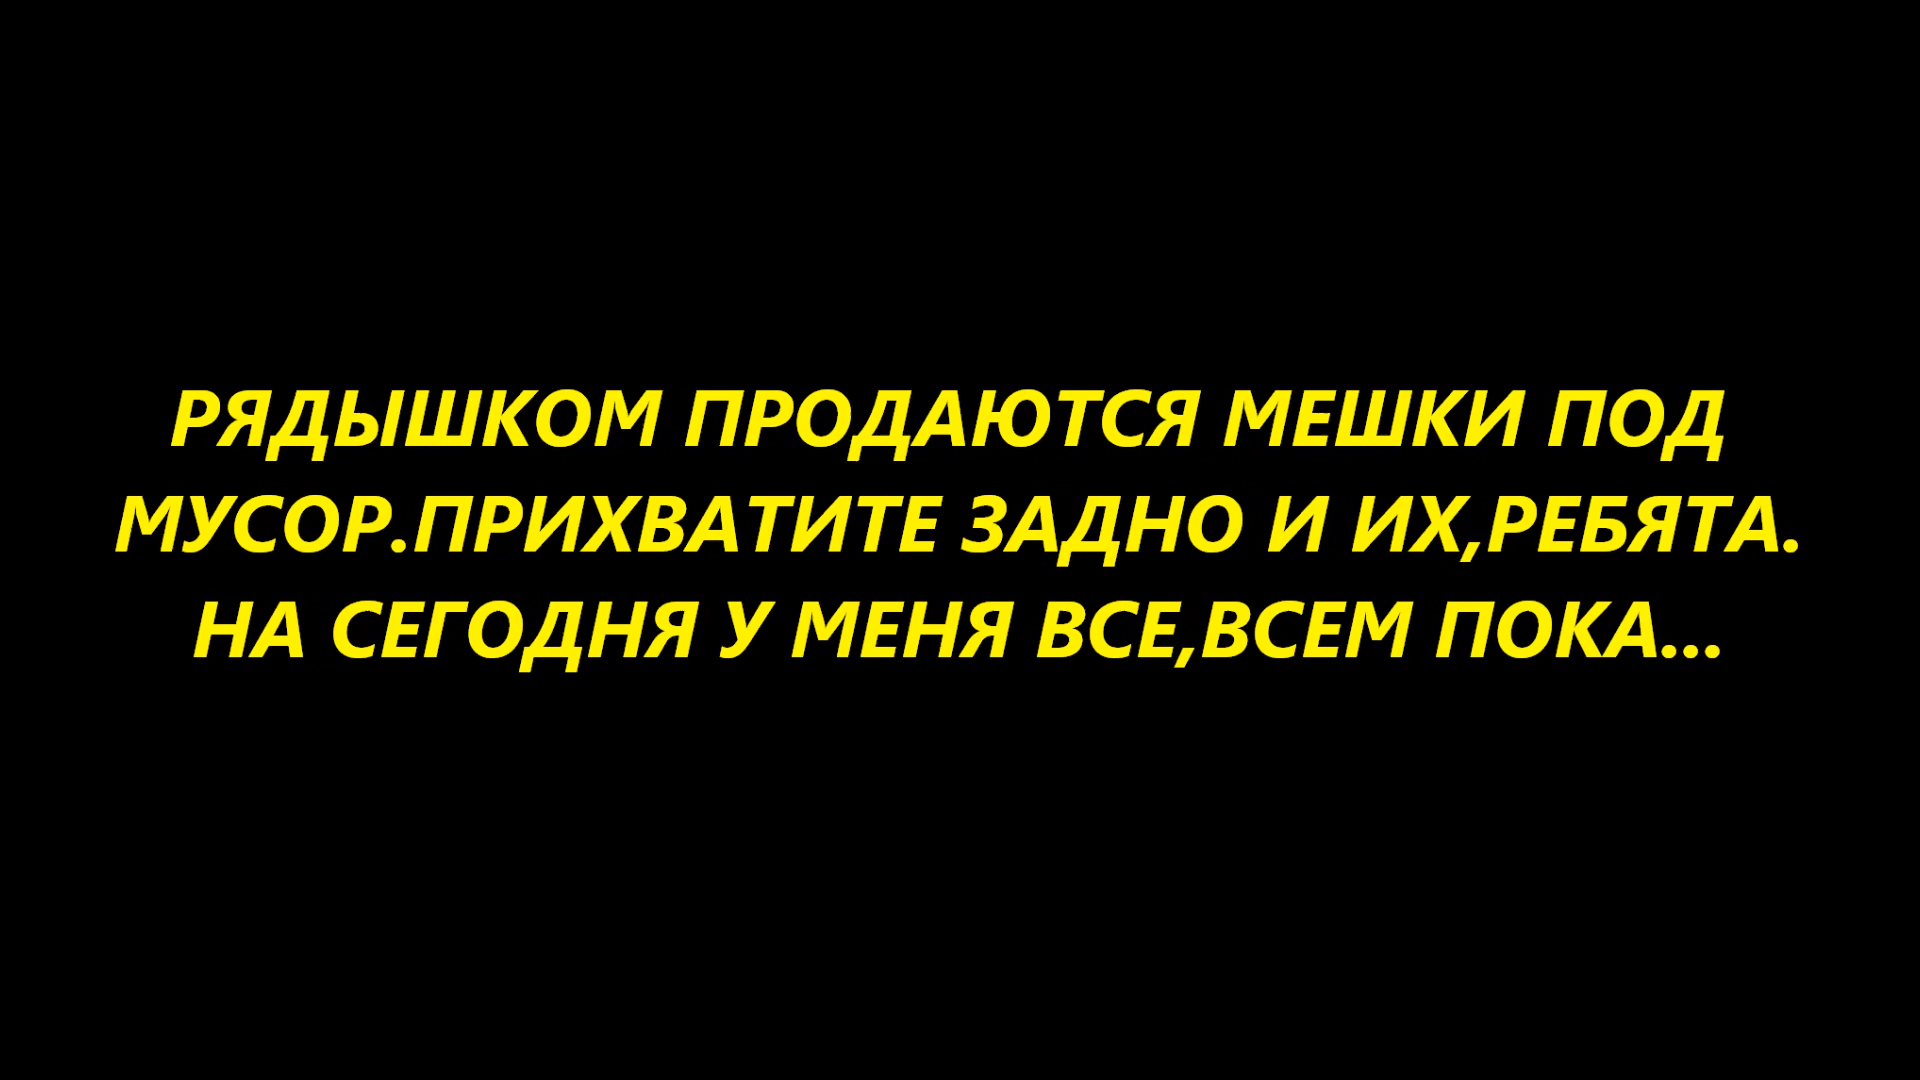 РЯДЫШКОМ ПРОДАЮТСЯ МЕШКИ ПОД
МУСОР.ПРИХВАТИТЕ ЗАДНО И ИХ,РЕБЯТА.
НА СЕГОДНЯ У МЕНЯ ВСЕ,ВСЕМ ПОКА...